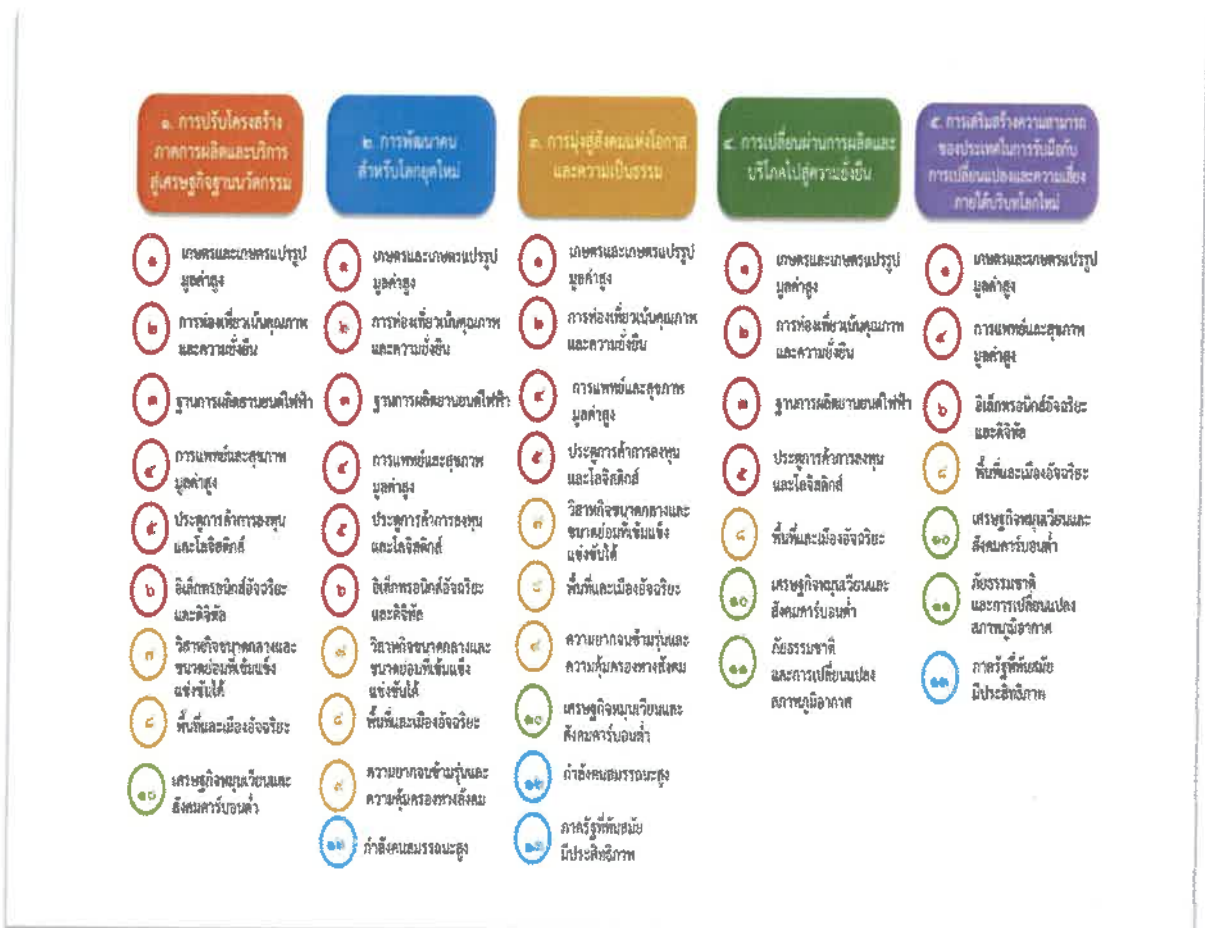 ๑. การปรับโครงสร้าง
ภาคการผลิตและบริการ
สู่เศรษฐกิจฐานนวัตกรรม
๑ เกษตรและเกษตรแปรรูป
มูลค่าสูง
๒ การท่องเที่ยวเน้นคุณภาพ
และความยั่งยืน
๓ ฐานการผลิตยานยนต์ไฟฟ้า
๔ การแพทย์และสุขภาพ
มูลค่าสูง
๕ ประตูการค้าการลงทุน
และโลจิสติกส์
๖ อิเล็กทรอนิกส์อัจฉริยะ
และดิจิทัล
๗ วิสาหกิจขนาดกลางและ
ขนาดย่อมที่เข้มแข็ง
แข่งขันได้
๘ พื้นที่และเมืองอัจฉริยะ
๑๐ เศรษฐกิจหมุนเวียนและ
สังคมคาร์บอนต่ำ
๒. การพัฒนาคน
สำหรับโลกยุคใหม่
๑ เกษตรและเกษตรแปรรูป
มูลค่าสูง
๒ การท่องเที่ยวเน้นคุณภาพ
และความยั่งยืน
๓ ฐานการผลิตยานยนต์ไฟฟ้า
๔ การแพทย์และสุขภาพ
มูลค่าสูง
๕ ประตูการค้าการลงทุน
และโลจิสติกส์
๖ อิเล็กทรอนิกส์อัจฉริยะ
และดิจิทัล
วิสาหกิจขนาดกลางและ
ขนาดย่อมที่เข้มแข็ง
แข่งขันได้
๘ พื้นที่และเมืองอัจฉริยะ
๙ ความยากจนข้ามรุ่นและ
ความคุ้มครองทางสังคม
๑๒ กำลังคนสมรรถนะสูง
๓. การมุ่งสู่สังคมแห่งโอกาส
และความเป็นธรรม
๑ เกษตรและเกษตรแปรรูป
มูลค่าสูง
๒ การท่องเที่ยวเน้นคุณภาพ
และความยั่งยืน
๔ การแพทย์และสุขภาพ
มูลค่าสูง
๕ ประตูการค้าการลงทุน
และโลจิสติกส์
๗ วิสาหกิจขนาดกลางและ
ขนาดย่อมที่เข้มแข็ง
แข่งขันได้
๘ พื้นที่และเมืองอัจฉริยะ
๙ ความยากจนข้ามรุ่นและ
ความคุ้มครองทางสังคม
๑๐ เศรษฐกิจหมุนเวียนและ
สังคมคาร์บอนต่ำ
๑๒ กำลังคนสมรรถนะสูง
๑๓ ภาครัฐที่ทันสมัย
มีประสิทธิภาพ
๔. การเปลี่ยนผ่านการผลิตและ
บริโภคไปสู่ความยั่งยืน
๑ เกษตรและเกษตรแปรรูป
มูลค่าสูง
๒ การท่องเที่ยวเน้นคุณภาพ
และความยั่งยืน
๓ ฐานการผลิตยานยนต์ไฟฟ้า
๕ ประตูการค้าการลงทุน
และโลจิสติกส์
๘ พื้นที่และเมืองอัจฉริยะ
๑๐ เศรษฐกิจหมุนเวียนและ
สังคมคาร์บอนต่ำ
๑๑ ภัยธรรมชาติ
และการเปลี่ยนแปลง
สภาพภูมิอากาศ
๕. การเสริมสร้างความสามารถ
ของประเทศในการรับมือกับ
การเปลี่ยนแปลงและความเสี่ยง
ภายใต้บริบทโลกใหม่
๑ เกษตรและเกษตรแปรรูป
มูลค่าสูง
๔ การแพทย์และสุขภาพ
มูลค่าสูง
๖ อิเล็กทรอนิกส์อัจฉริยะ
และดิจิทัล
๘ พื้นที่และเมืองอัจฉริยะ
๑๐ เศรษฐกิจหมุนเวียนและ
สังคมคาร์บอนต่ำ
๑๑ ภัยธรรมชาติ
และการเปลี่ยนแปลง
สภาพภูมิอากาศ
๑๓ ภาครัฐที่ทันสมัย
มีประสิทธิภาพ